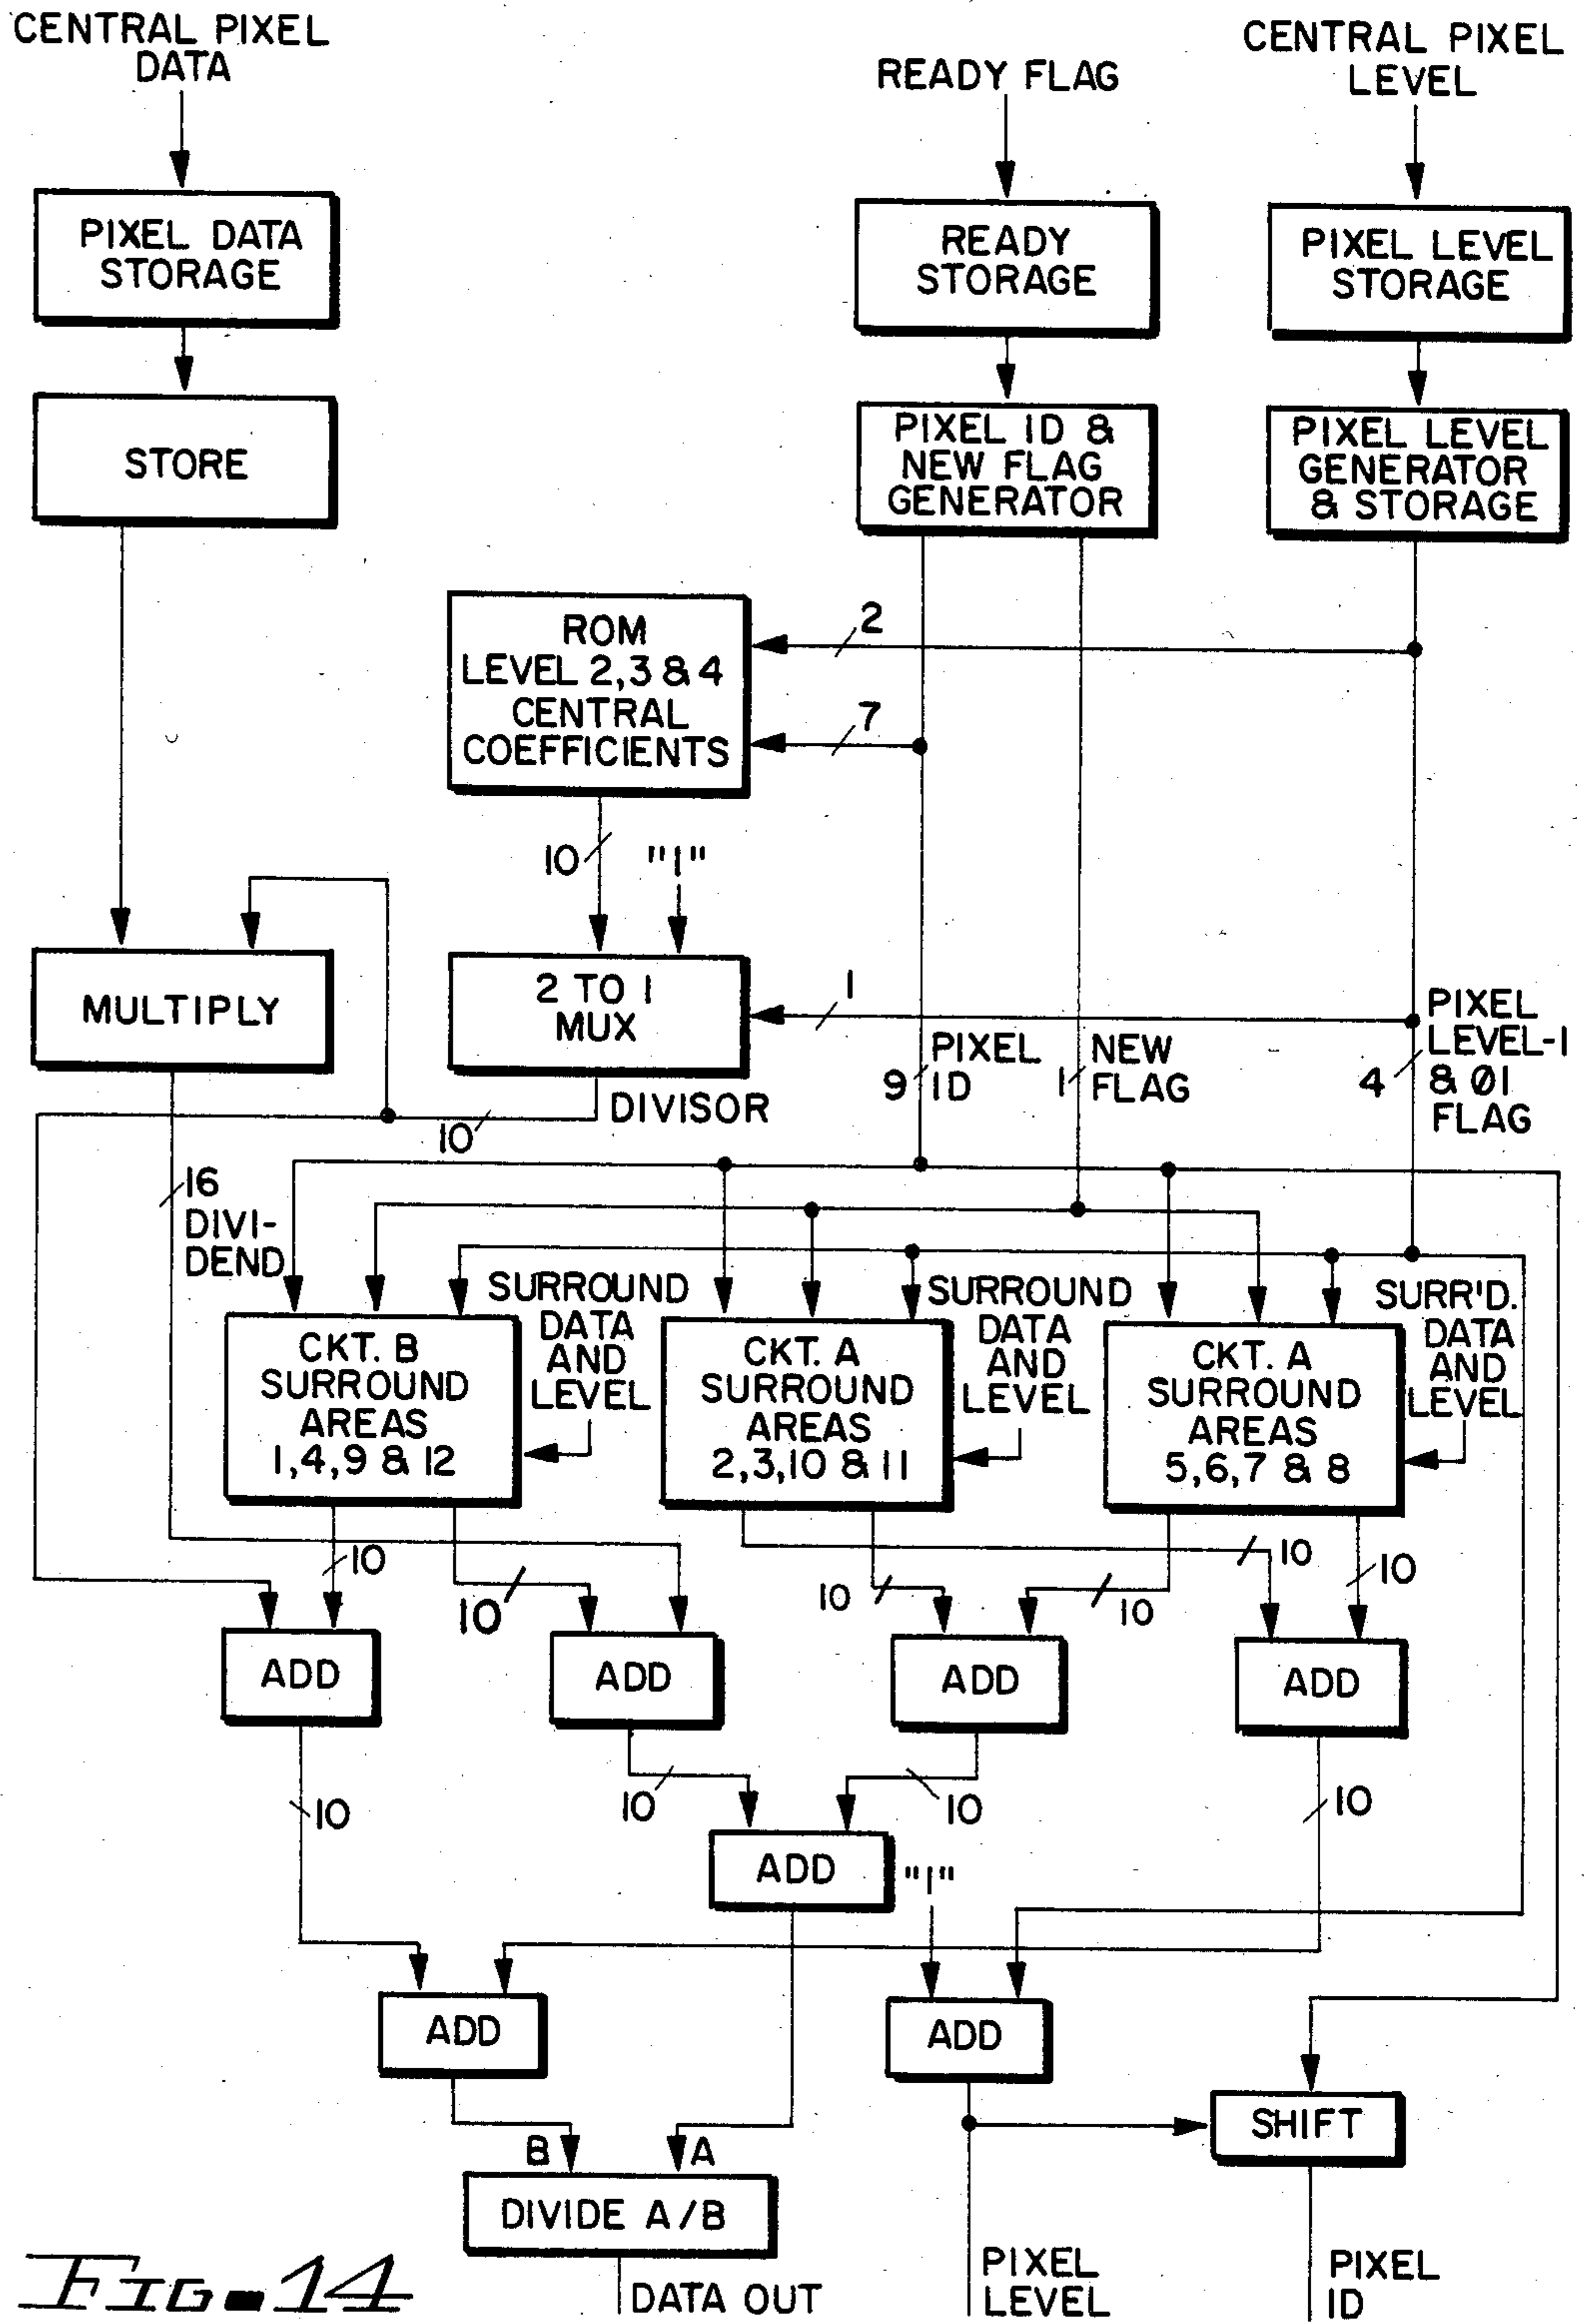 CENTRAL PIXEL
DATA
READY FLAG
CENTRAL PIXEL
LEVEL
PIXEL DATA
STORAGE
READY
STORAGE
PIXEL LEVEL
STORAGE
STORE
PIXEL ID &
NEW FLAG
GENERATOR
PIXEL LEVEL
GENERATOR
& STORAGE
ROM
LEVEL 2,3 & 4
CENTRAL
COEFFICIENTS
2
7
10
"1"
MULTIPLY
2 TO 1
MUX
1
DIVISOR
10
9
PIXEL
ID
1
NEW
FLAG
4
PIXEL
LEVEL-1
& Ø1
FLAG
16
DIVI-
DEND
CKT. B
SURROUND
AREAS
1,4,9 & 12
SURROUND
DATA
AND
LEVEL
CKT. A
SURROUND
AREAS
2,3,10 & 11
SURROUND
DATA
AND
LEVEL
CKT. A
SURROUND
AREAS
5,6,7 & 8
SURR'D.
DATA
AND
LEVEL
10
10
10
10
10
10
ADD
ADD
ADD
ADD
10
10
10
10
ADD
"1"
ADD
ADD
SHIFT
B
A
DIVIDE A/B
DATA OUT
PIXEL
LEVEL
PIXEL
ID
FIG-14